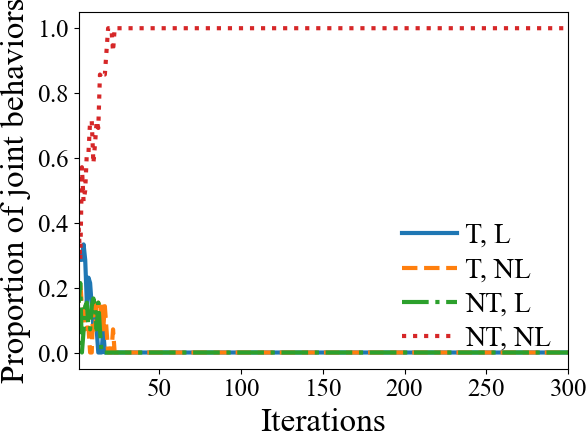 Proportion of joint behaviors
1.0
0.8
0.6
0.4
0.2
0.0
T, L
T, NL
NT, L
NT, NL
50 100 150 200 250 300
Iterations